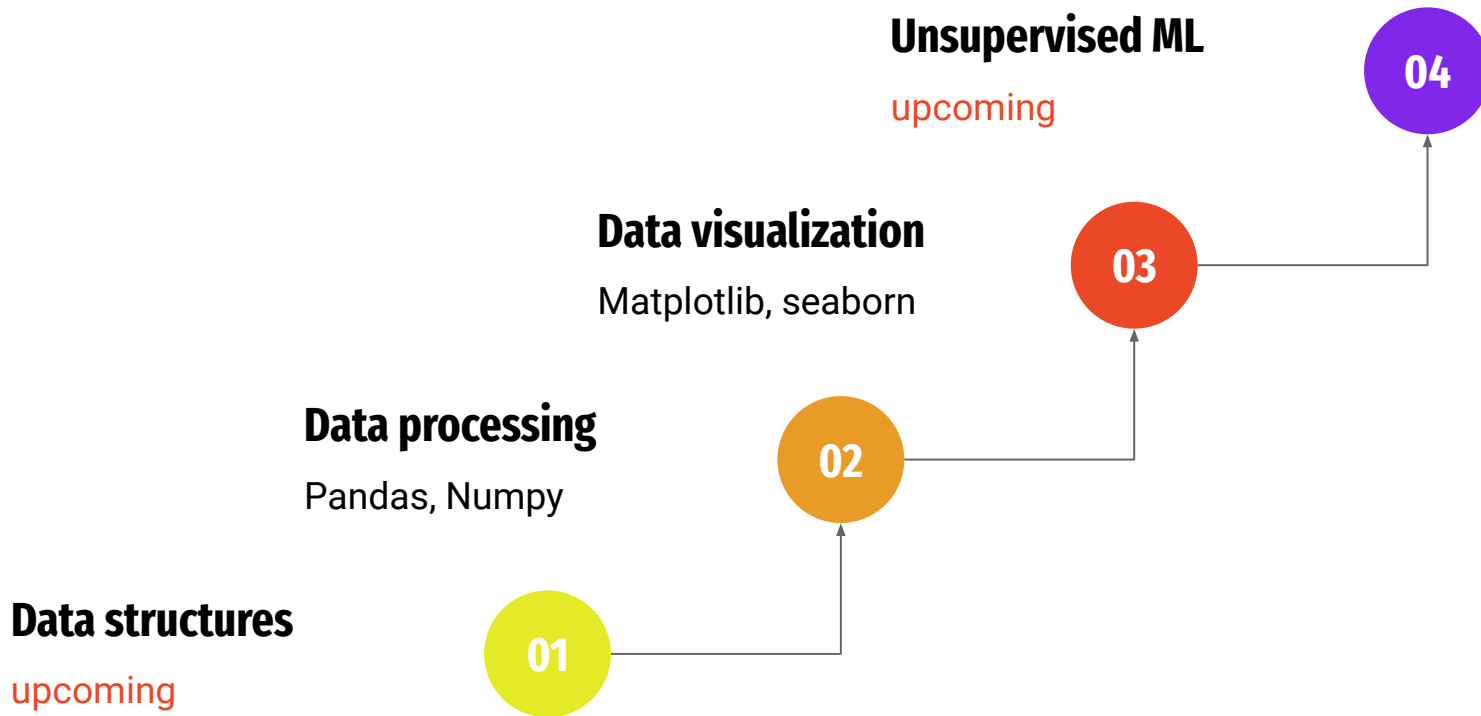 Unsupervised ML
04
upcoming
Data visualization
03
Matplotlib, seaborn
Data processing
02
Pandas, Numpy
Data structures
01
upcoming